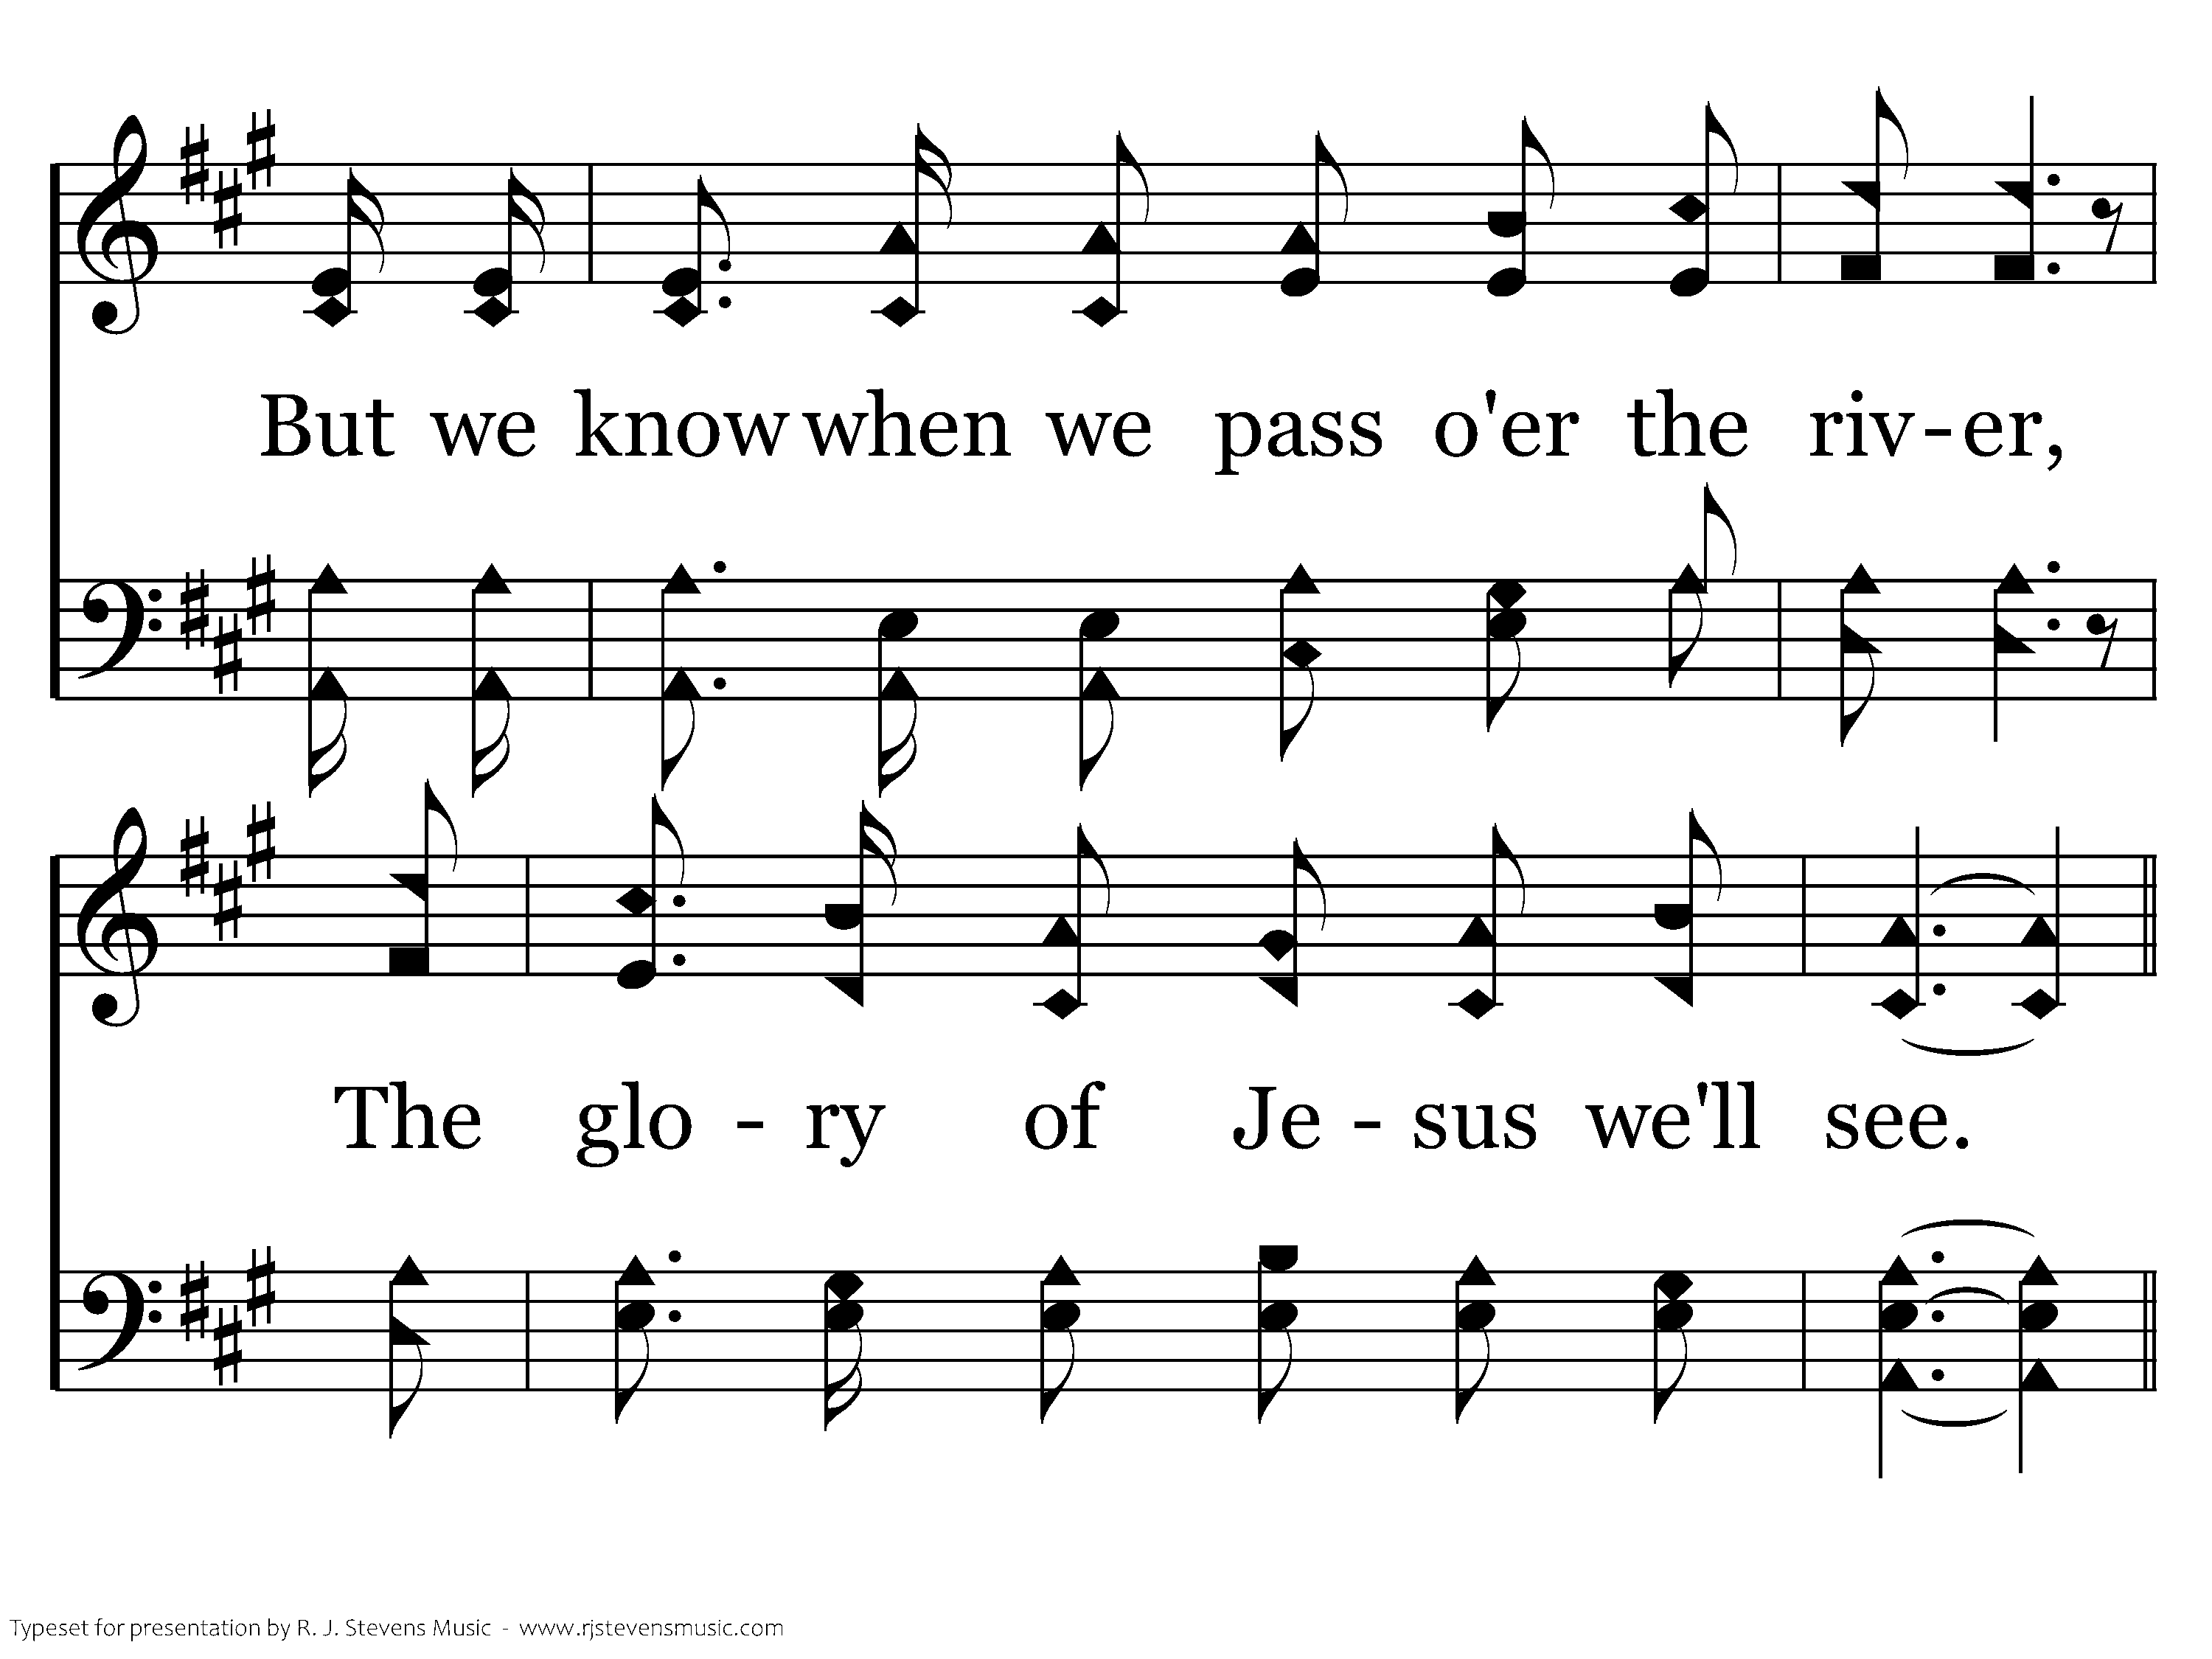 But we know when we pass o'er the riv-er,
The glo - ry of Je - sus we'll see.
Typeset for presentation by R. J. Stevens Music - www.rjstevensmusic.com